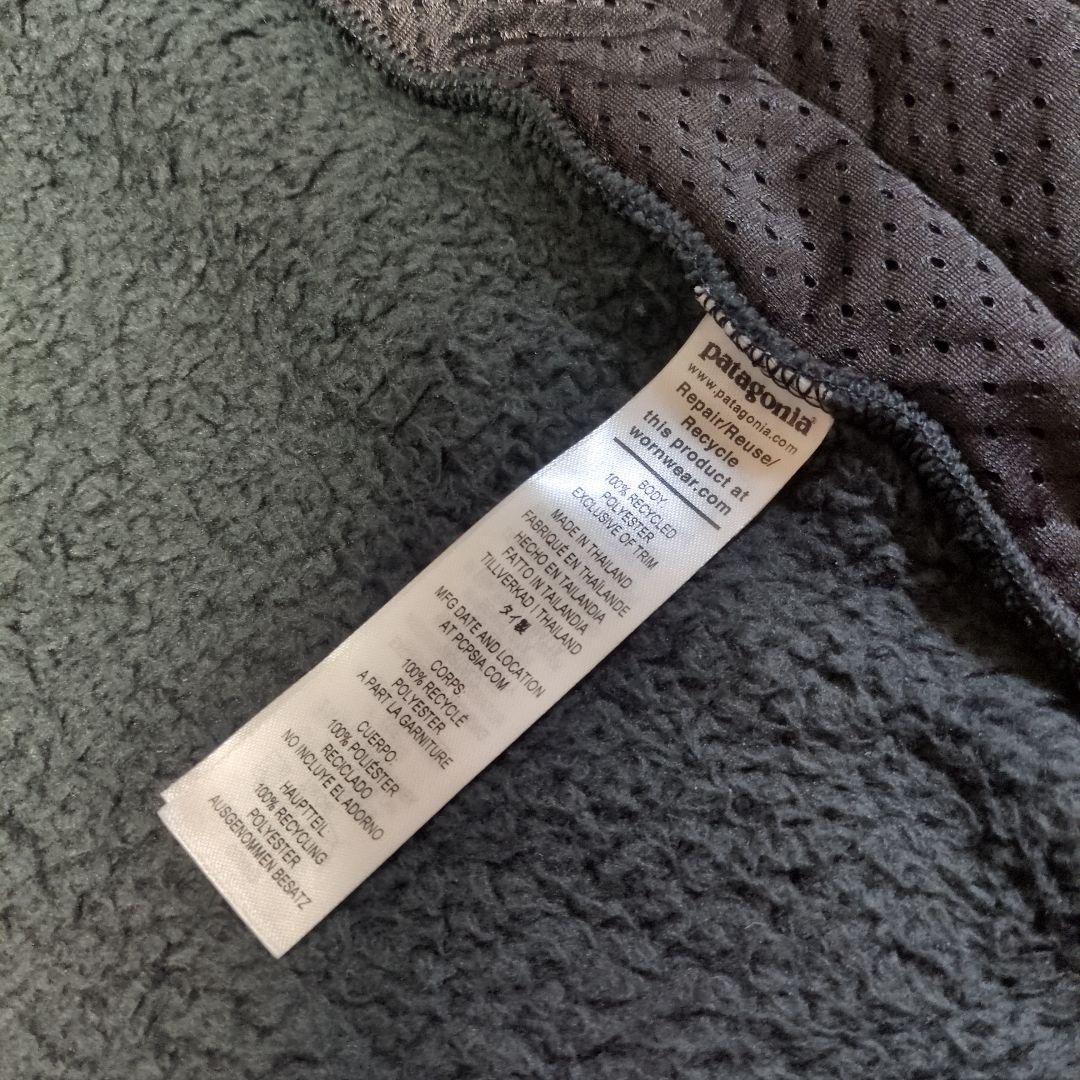 patagonia®
www.patagonia.com
Repair/Reuse/
Recycle
this product at
wornwear.com
BODY:
100% RECYCLED
POLYESTER
EXCLUSIVE OF TRIM
MADE IN THAILAND
FABRIQUÉ EN THAÏLANDE
HECHO EN TAILANDIA
FATTO IN TAILANDIA
TILLVERKAD I THAILAND
タイ製
MFG DATE AND LOCATION
AT PCPSIA.COM
CORPS:
100% RECYCLÉ
POLYESTER
A PART LA GARNITURE
CUERPO:
100% POLIÉSTER
RECICLADO
NO INCLUYE EL ADORNO
HAUPTTEIL
100% RECYCLING
POLYESTER
AUSGENOMMEN BESATZ